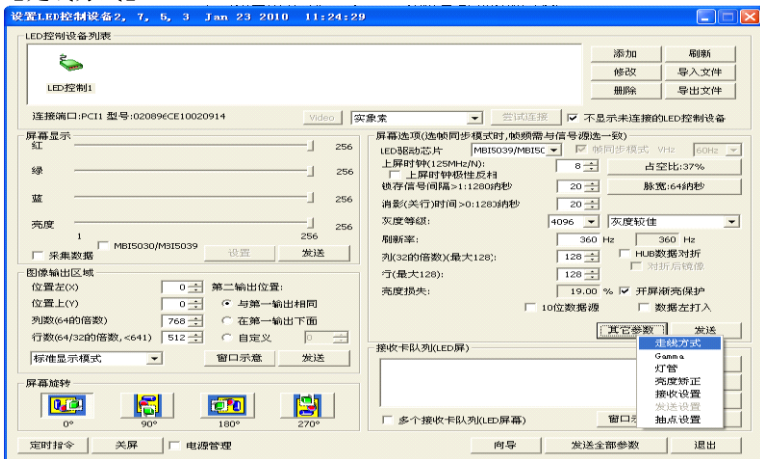 设置LED控制设备2, 7, 5, 3 Jan 23 2010 11:24:29
LED控制设备列表
LED控制1
添加 刷新
修改 导入文件
删除 导出文件
连接端口:PCI1 型号:020896CE10020914 Video 实象素 尝试连接 不显示未连接的LED控制设备
屏幕显示
红 256
绿 256
蓝 256
亮度 256
1 256
采集数据 MBI5030/MBI5039 设置 发送
图像输出区域
位置左(X) 0 第二输出位置:
位置上(Y) 0 与第一输出相同
列数(64的倍数) 768 在第一输出下面
行数(64/32的倍数,<641) 512 自定义 0
标准显示模式 窗口示意 发送
屏幕旋转
0° 90° 180° 270°
屏幕选项(选帧同步模式时,帧频需与信号源选一致)
LED驱动芯片 MBI5039/MBI5C 帧同步模式 VHz 60Hz
上屏时钟(125MHz/N): 8 占空比:37%
上屏时钟极性反相
锁存信号间隔>1:1280纳秒 20 脉宽:64纳秒
消影(关行)时间>0:1280纳秒 20
灰度等级: 4096 灰度较佳
刷新率: 360 Hz 360 Hz
列(32的倍数)(最大128): 128 HUB数据对折
行(最大128): 128 对折后镜像
亮度损失: 19.00 % 开屏渐亮保护
10位数据源 数据左打入
其它参数 发送
走线方式
Gamma
灯管
亮度矫正
接收设置
发送设置
抽点设置
接收卡队列(LED屏)
多个接收卡队列(LED屏幕)
定时指令 关屏 电源管理 向导 发送全部参数 退出